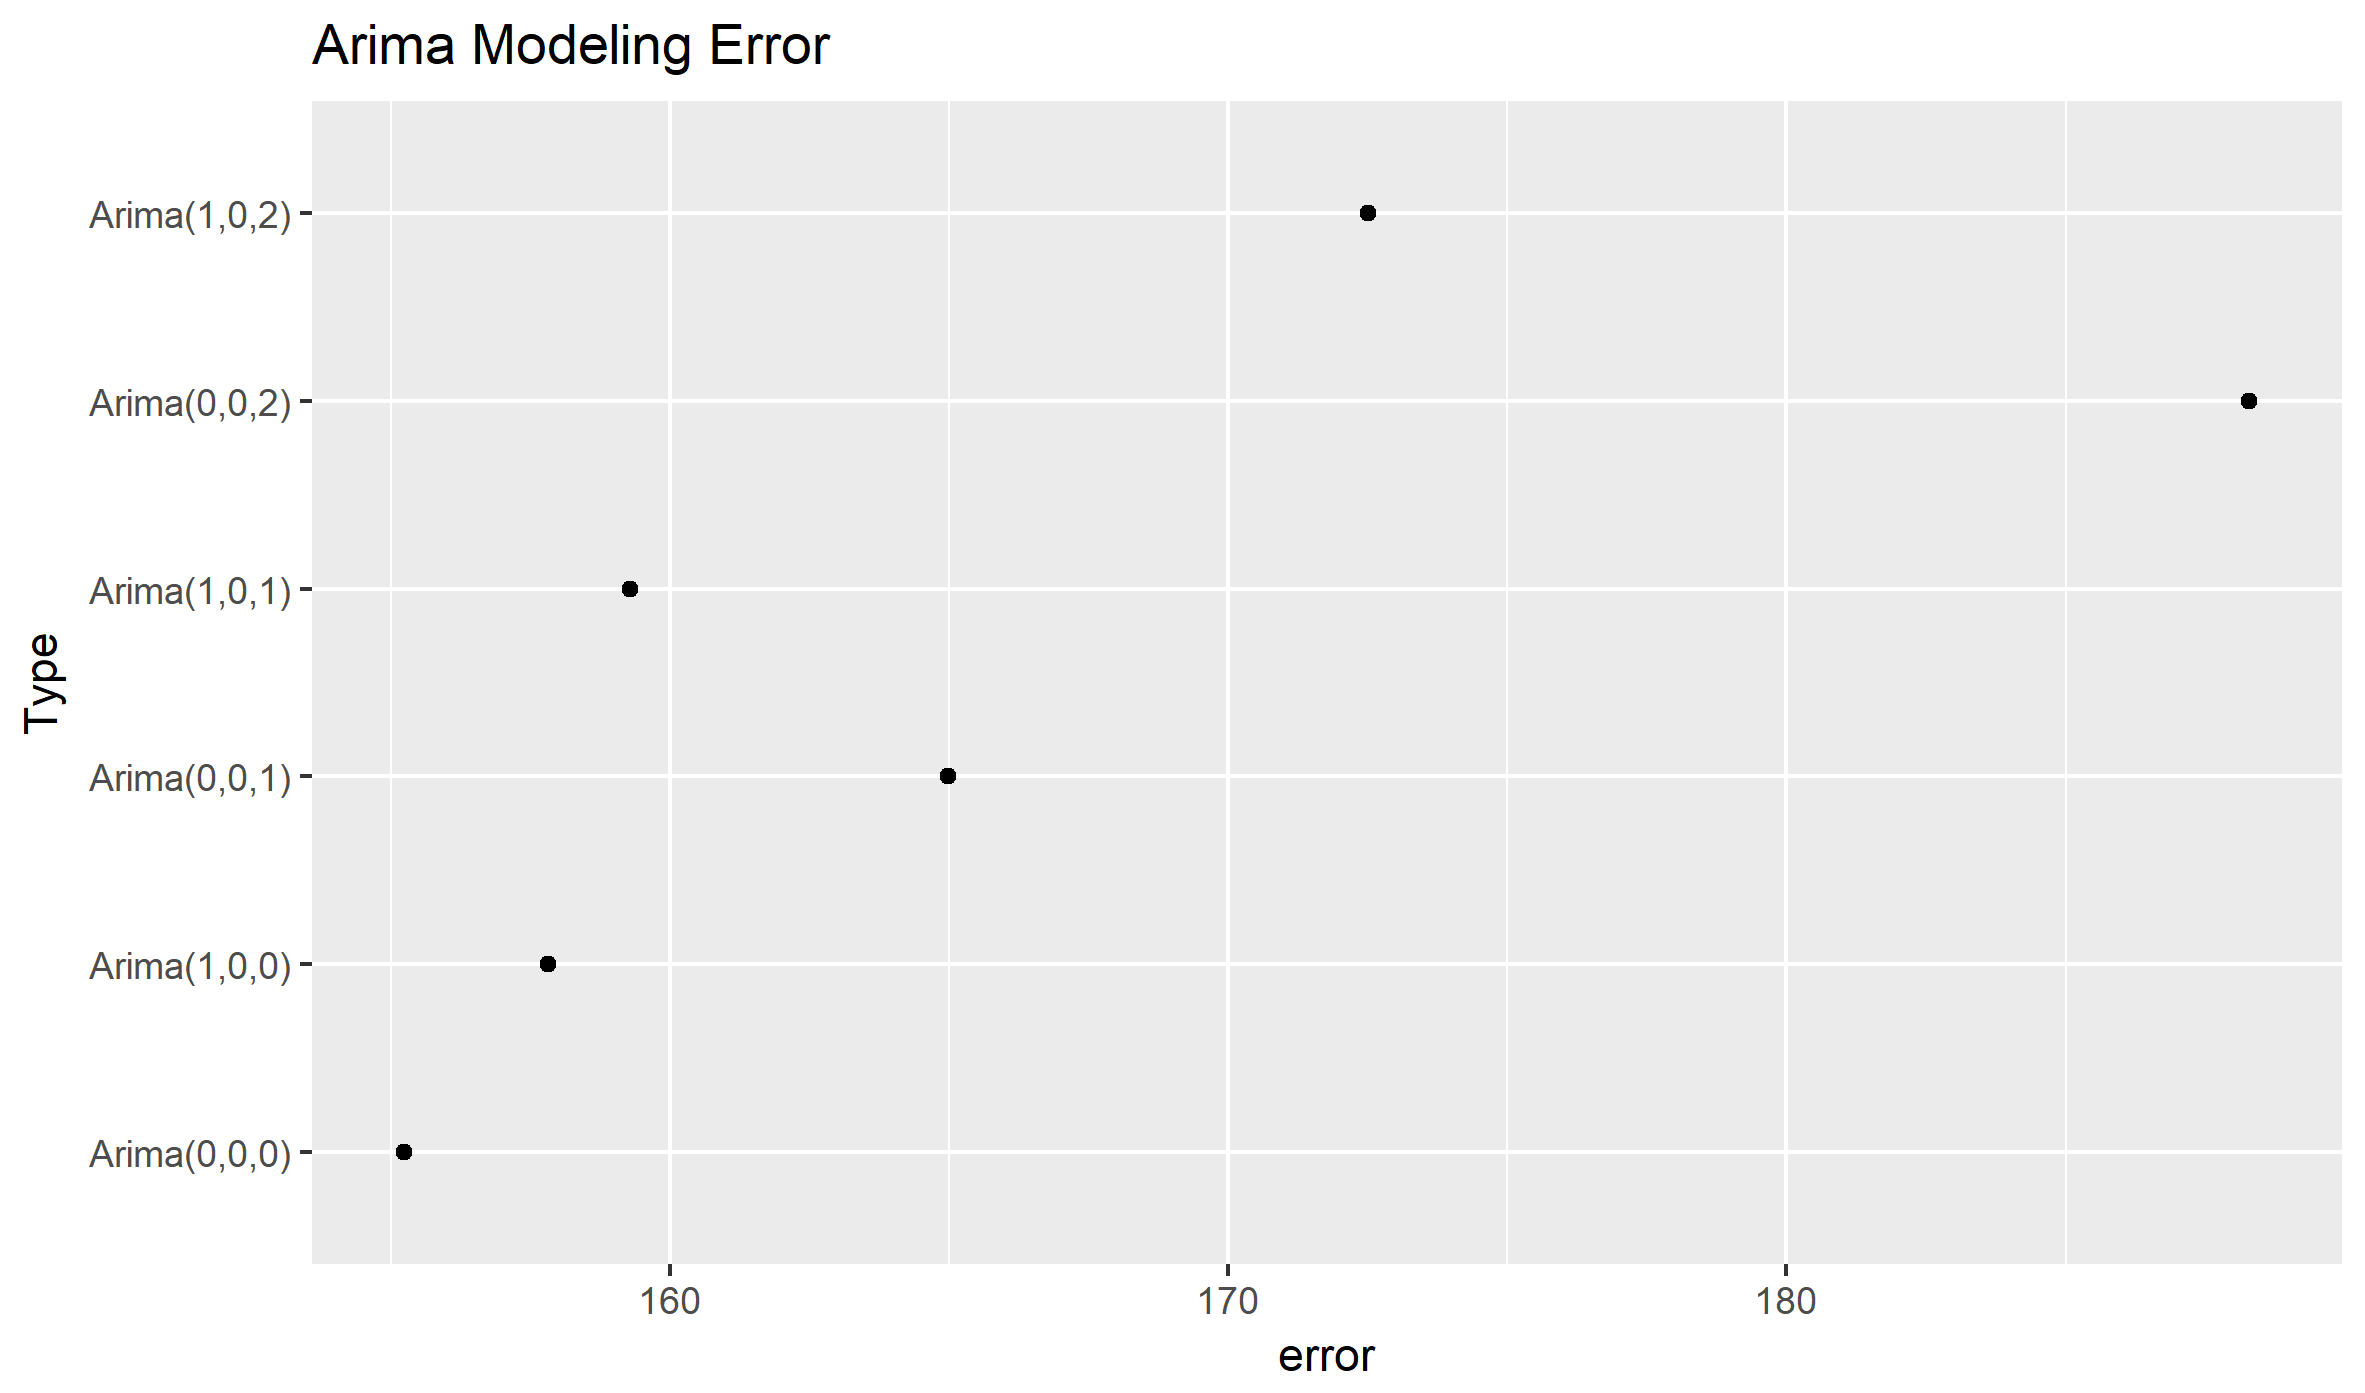 Arima Modeling Error
Arima(1,0,2)
Arima(0,0,2)
Arima(1,0,1)
Arima(0,0,1)
Arima(1,0,0)
Arima(0,0,0)
Type
160 170 180
error